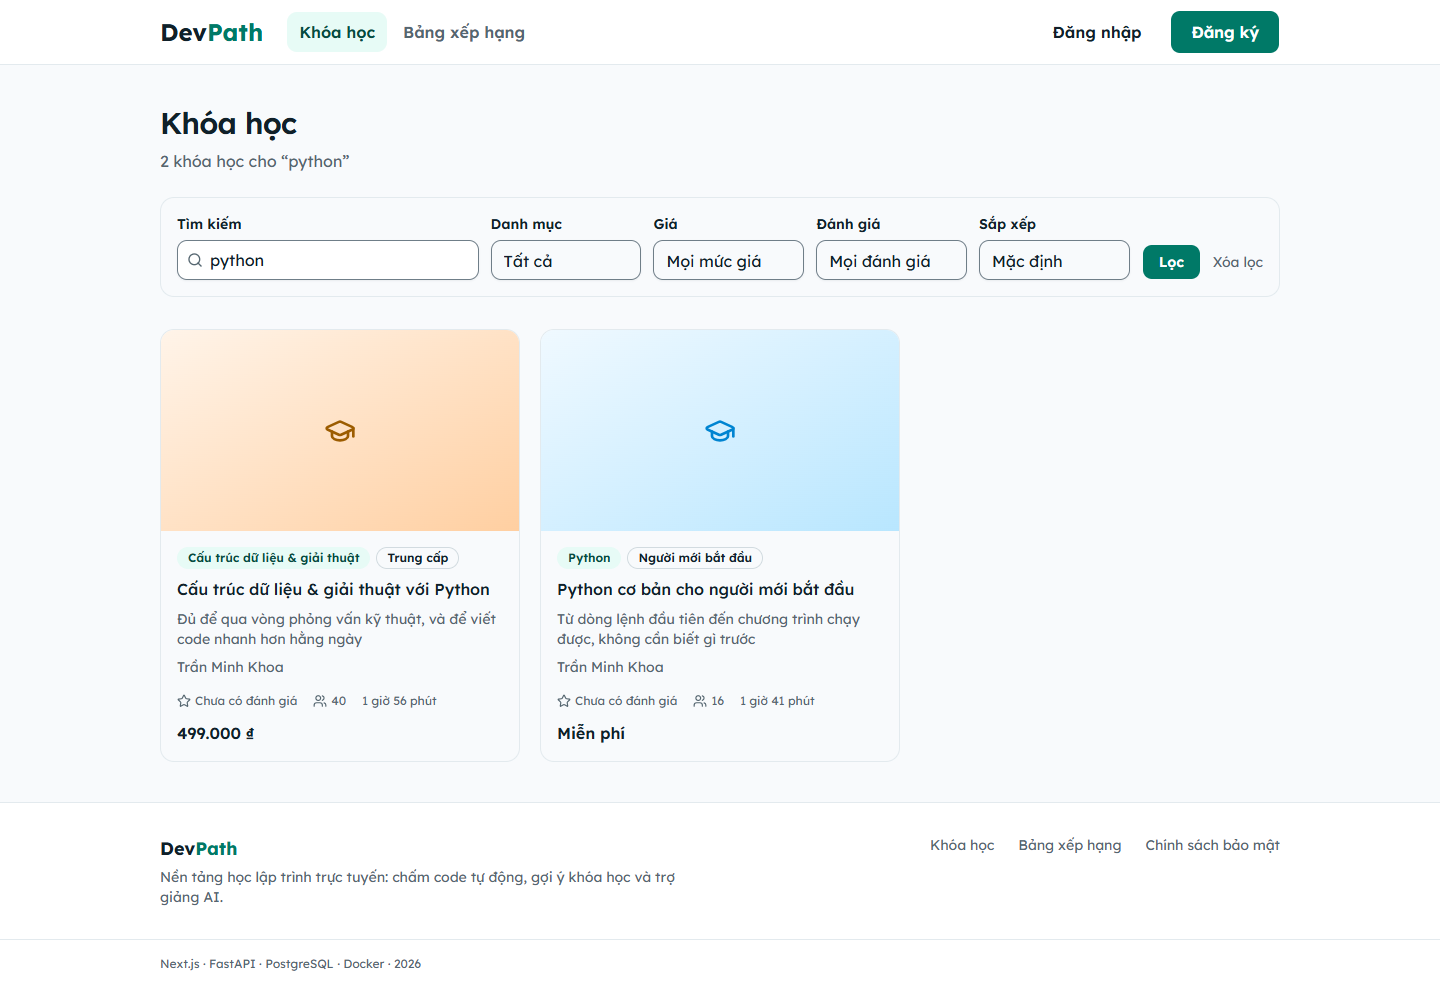 DevPath Khóa học Bảng xếp hạng Đăng nhập Đăng ký
Khóa học
2 khóa học cho “python”
Tìm kiếm Danh mục Giá Đánh giá Sắp xếp
python Tất cả Mọi mức giá Mọi đánh giá Mặc định Lọc Xóa lọc
Cấu trúc dữ liệu & giải thuật Trung cấp
Cấu trúc dữ liệu & giải thuật với Python
Đủ để qua vòng phỏng vấn kỹ thuật, và để viết
code nhanh hơn hằng ngày
Trần Minh Khoa
Chưa có đánh giá 40 1 giờ 56 phút
499.000 ₫
Python Người mới bắt đầu
Python cơ bản cho người mới bắt đầu
Từ dòng lệnh đầu tiên đến chương trình chạy
được, không cần biết gì trước
Trần Minh Khoa
Chưa có đánh giá 16 1 giờ 41 phút
Miễn phí
DevPath
Nền tảng học lập trình trực tuyến: chấm code tự động, gợi ý khóa học và trợ
giảng AI.
Khóa học Bảng xếp hạng Chính sách bảo mật
Next.js · FastAPI · PostgreSQL · Docker · 2026